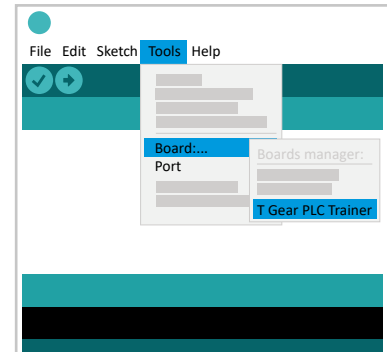 File Edit Sketch Tools Help
Board:...
Port
Boards manager:
T Gear PLC Trainer